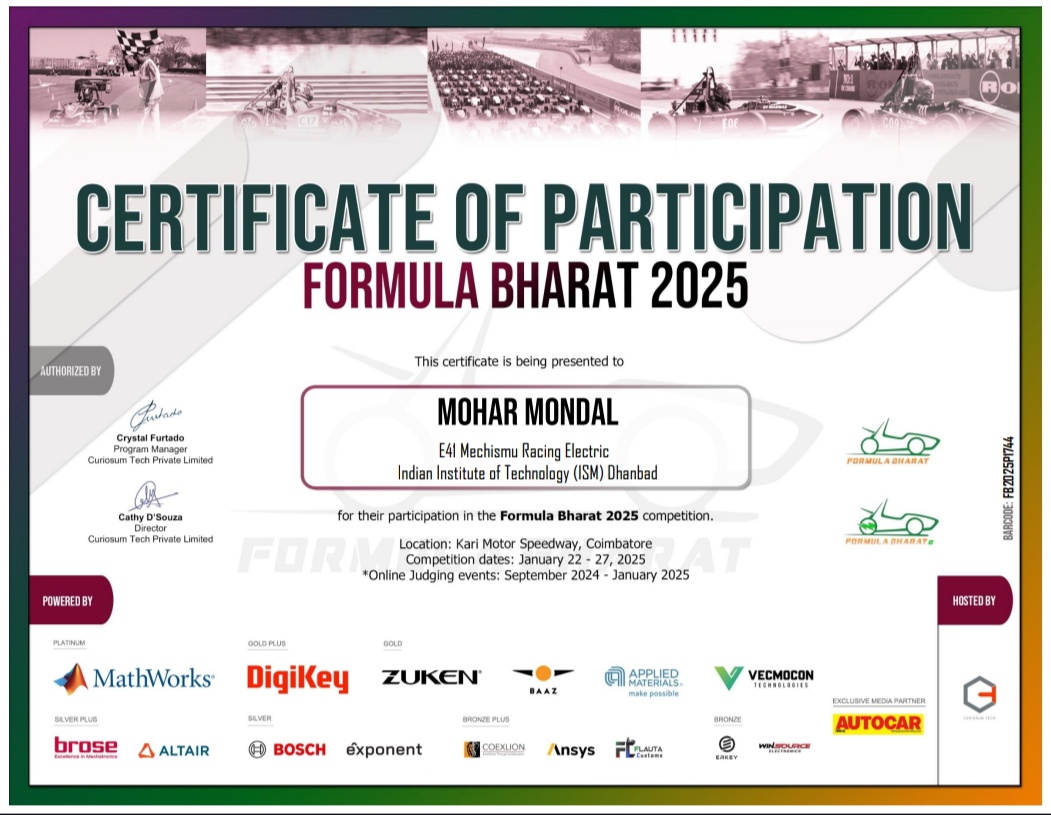 CERTIFICATE OF PARTICIPATION
FORMULA BHARAT 2025
This certificate is being presented to
AUTHORIZED BY
MOHAR MONDAL
E41 Mechismu Racing Electric
Indian Institute of Technology (ISM) Dhanbad
Crystal Furtado
Program Manager
Curiosum Tech Private Limited
Cathy D'Souza
Director
Curiosum Tech Private Limited
FORMULA BHARAT
FORMULA BHARAT e
BARCODE: FB2025P1744
for their participation in the Formula Bharat 2025 competition.
Location: Kari Motor Speedway, Coimbatore
Competition dates: January 22 - 27, 2025
*Online Judging events: September 2024 - January 2025
FORMULA BHARAT
POWERED BY
HOSTED BY
PLATINUM
MathWorks®
GOLD PLUS
DigiKey
GOLD
ZUKEN®
BAAZ
APPLIED MATERIALS®
make possible
VECMOCON
TECHNOLOGIES
SILVER PLUS
brose
Excellence in Mechatronics
ALTAIR
SILVER
BOSCH
exponent
BRONZE PLUS
COEXLION
Ansys
FLAUTA
Customs
BRONZE
ERKEY
WINSOURCE
ELECTRONICS
EXCLUSIVE MEDIA PARTNER
AUTOCAR
CURIOSUM TECH